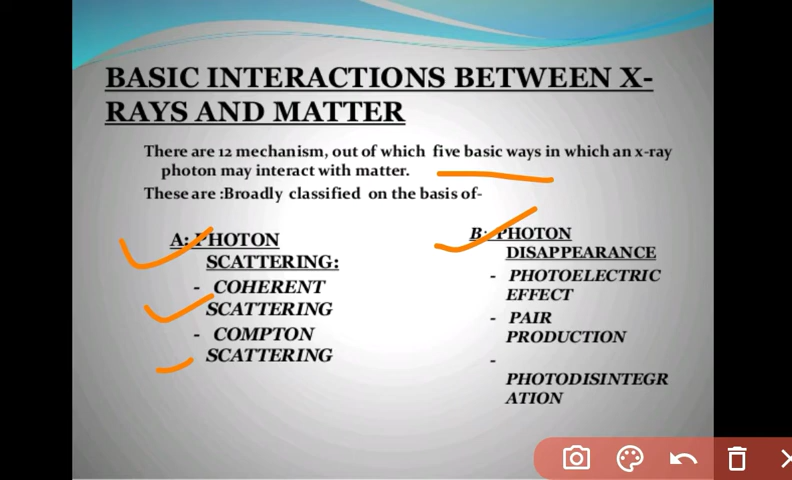 BASIC INTERACTIONS BETWEEN X-
RAYS AND MATTER
There are 12 mechanism, out of which five basic ways in which an x-ray
photon may interact with matter.
These are :Broadly classified on the basis of-
A: PHOTON
SCATTERING:
- COHERENT
SCATTERING
- COMPTON
SCATTERING
B: PHOTON
DISAPPEARANCE
- PHOTOELECTRIC
EFFECT
- PAIR
PRODUCTION
-
PHOTODISINTEGR
ATION